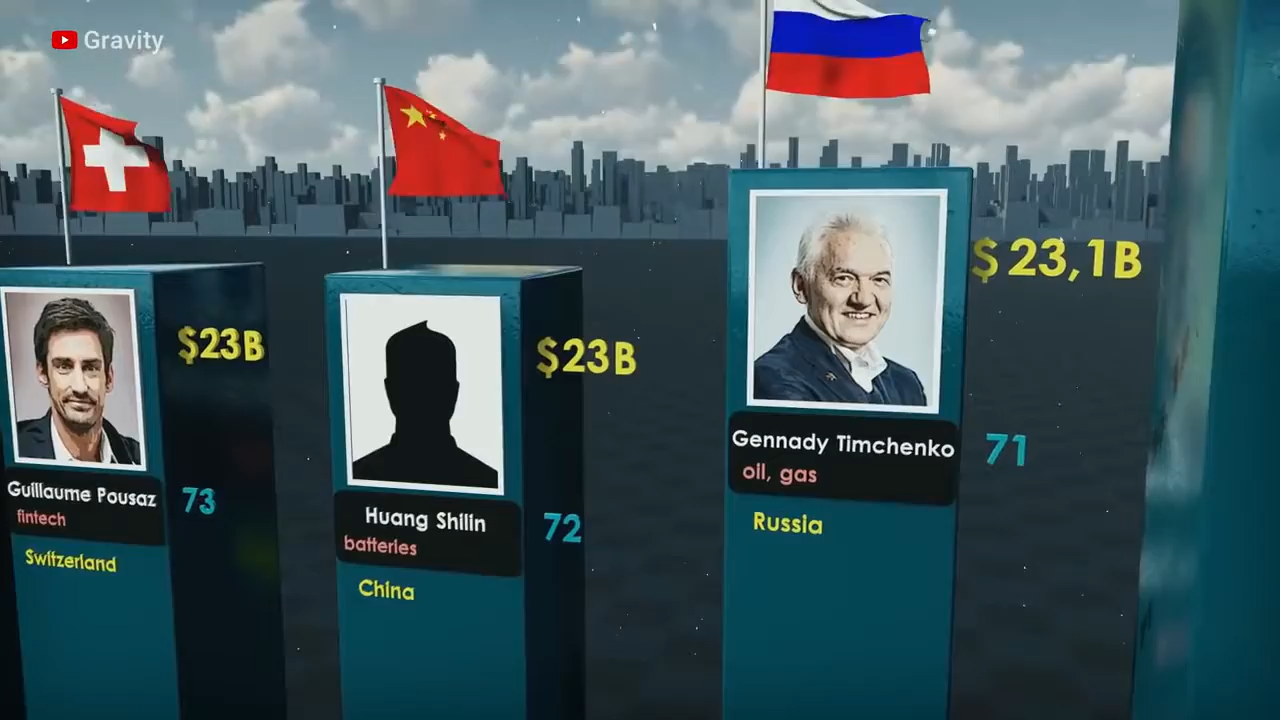 Gravity
$23B
Guillaume Pousaz
fintech
73
Switzerland
$23B
Huang Shilin
batteries
72
China
$ 23,1B
Gennady Timchenko
oil, gas
71
Russia